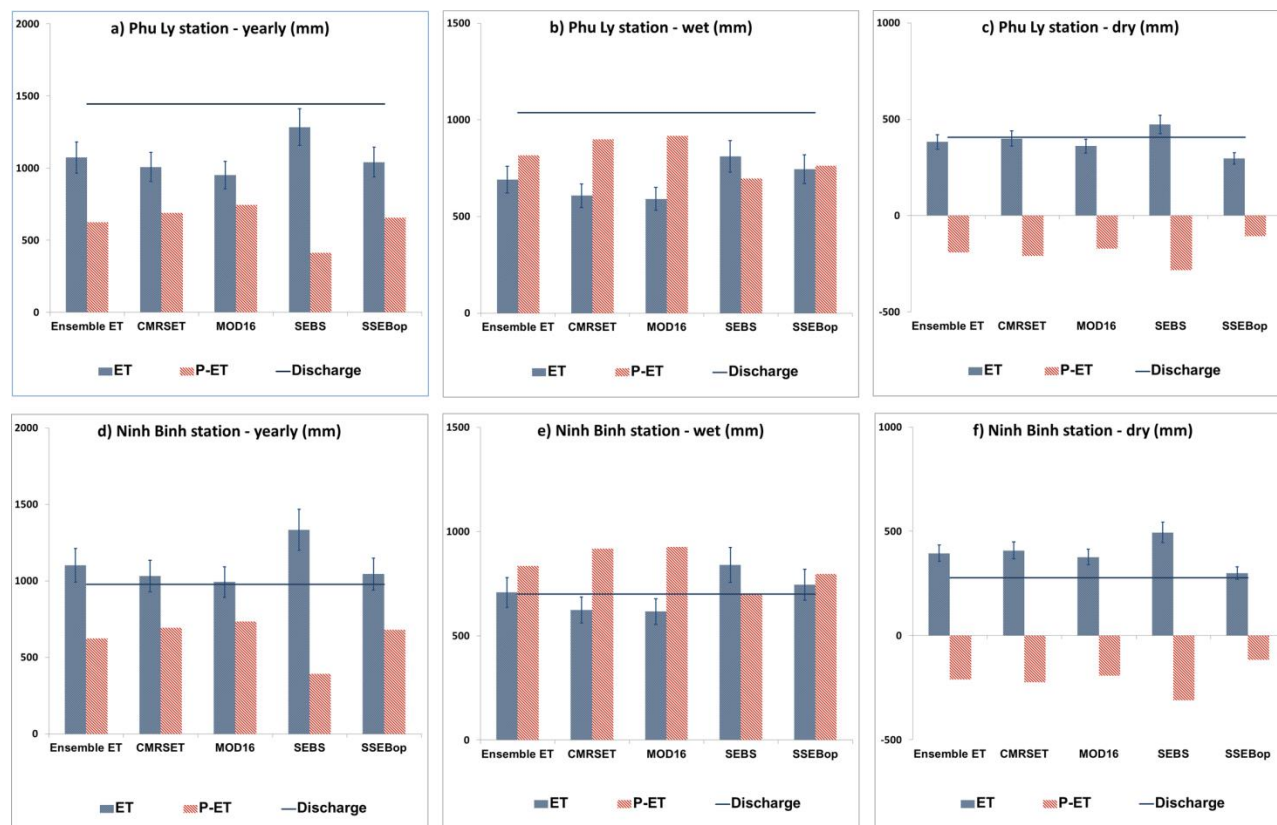 a) Phu Ly station - yearly (mm)
2000
1500
1000
500
0
Ensemble ET CMRSET MOD16 SEBS SSEBop
ET P-ET Discharge
b) Phu Ly station - wet (mm)
1500
1000
500
0
Ensemble ET CMRSET MOD16 SEBS SSEBop
ET P-ET Discharge
c) Phu Ly station - dry (mm)
1000
500
0
-500
Ensemble ET CMRSET MOD16 SEBS SSEBop
ET P-ET Discharge
d) Ninh Binh station - yearly (mm)
2000
1500
1000
500
0
Ensemble ET CMRSET MOD16 SEBS SSEBop
ET P-ET Discharge
e) Ninh Binh station - wet (mm)
1500
1000
500
0
Ensemble ET CMRSET MOD16 SEBS SSEBop
ET P-ET Discharge
f) Ninh Binh station - dry (mm)
1000
500
0
-500
Ensemble ET CMRSET MOD16 SEBS SSEBop
ET P-ET Discharge